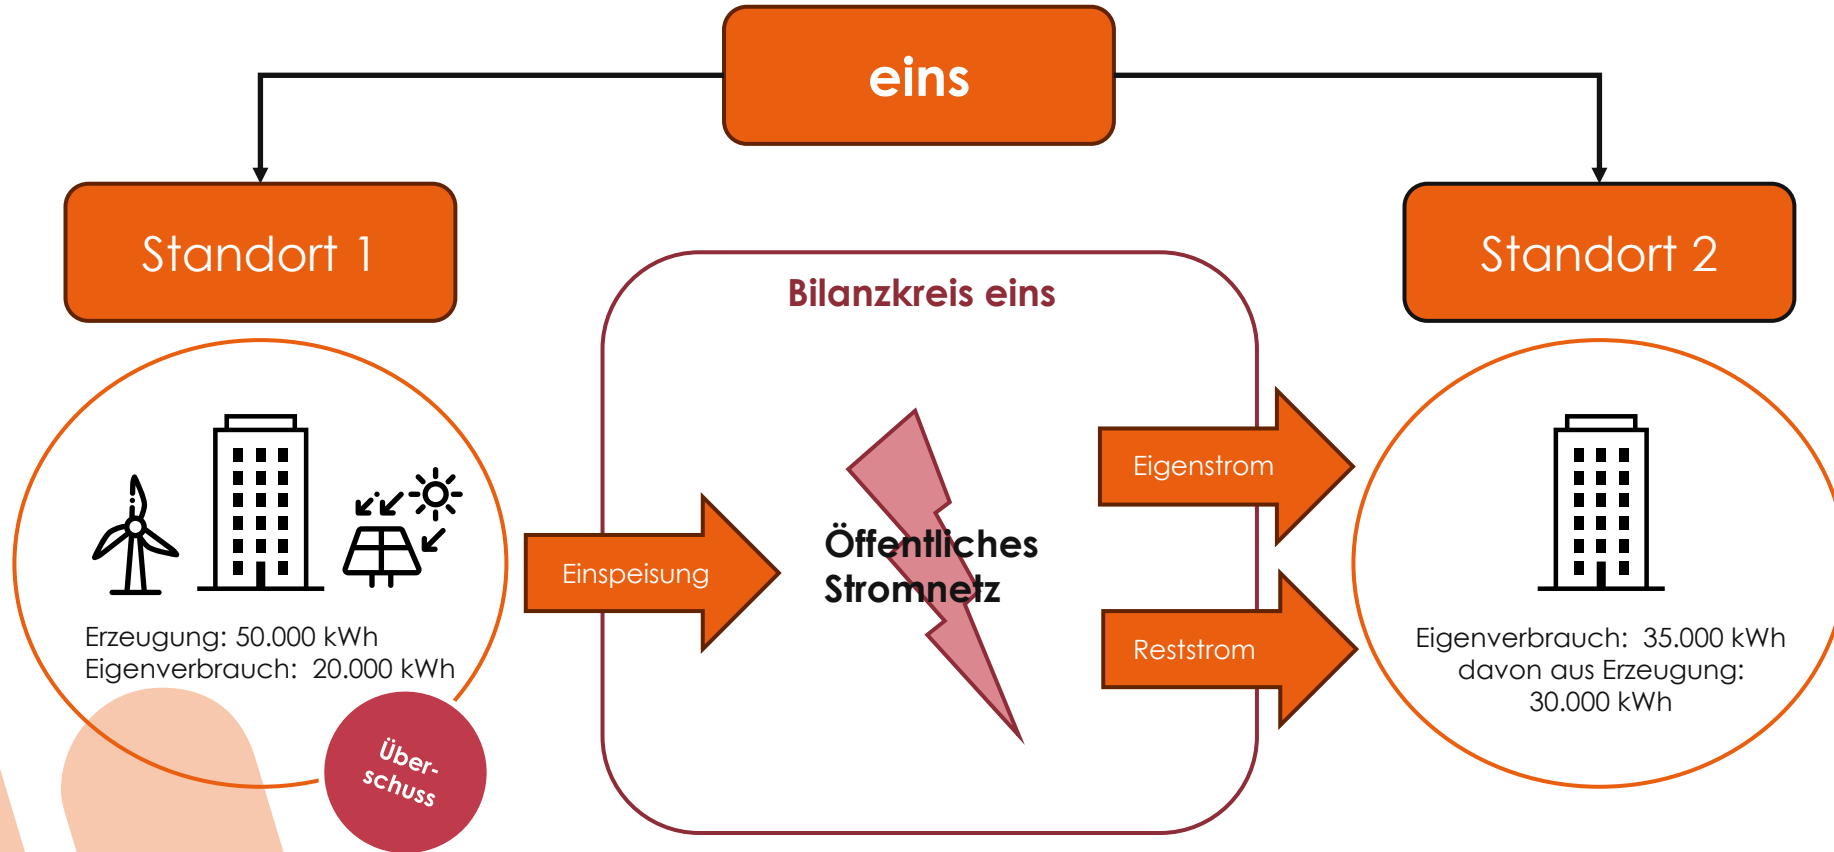 eins
Standort 1
Standort 2
Bilanzkreis eins
Eigenstrom
Einspeisung
Öffentliches
Stromnetz
Reststrom
Erzeugung: 50.000 kWh
Eigenverbrauch: 20.000 kWh
Über-
schuss
Eigenverbrauch: 35.000 kWh
davon aus Erzeugung:
30.000 kWh